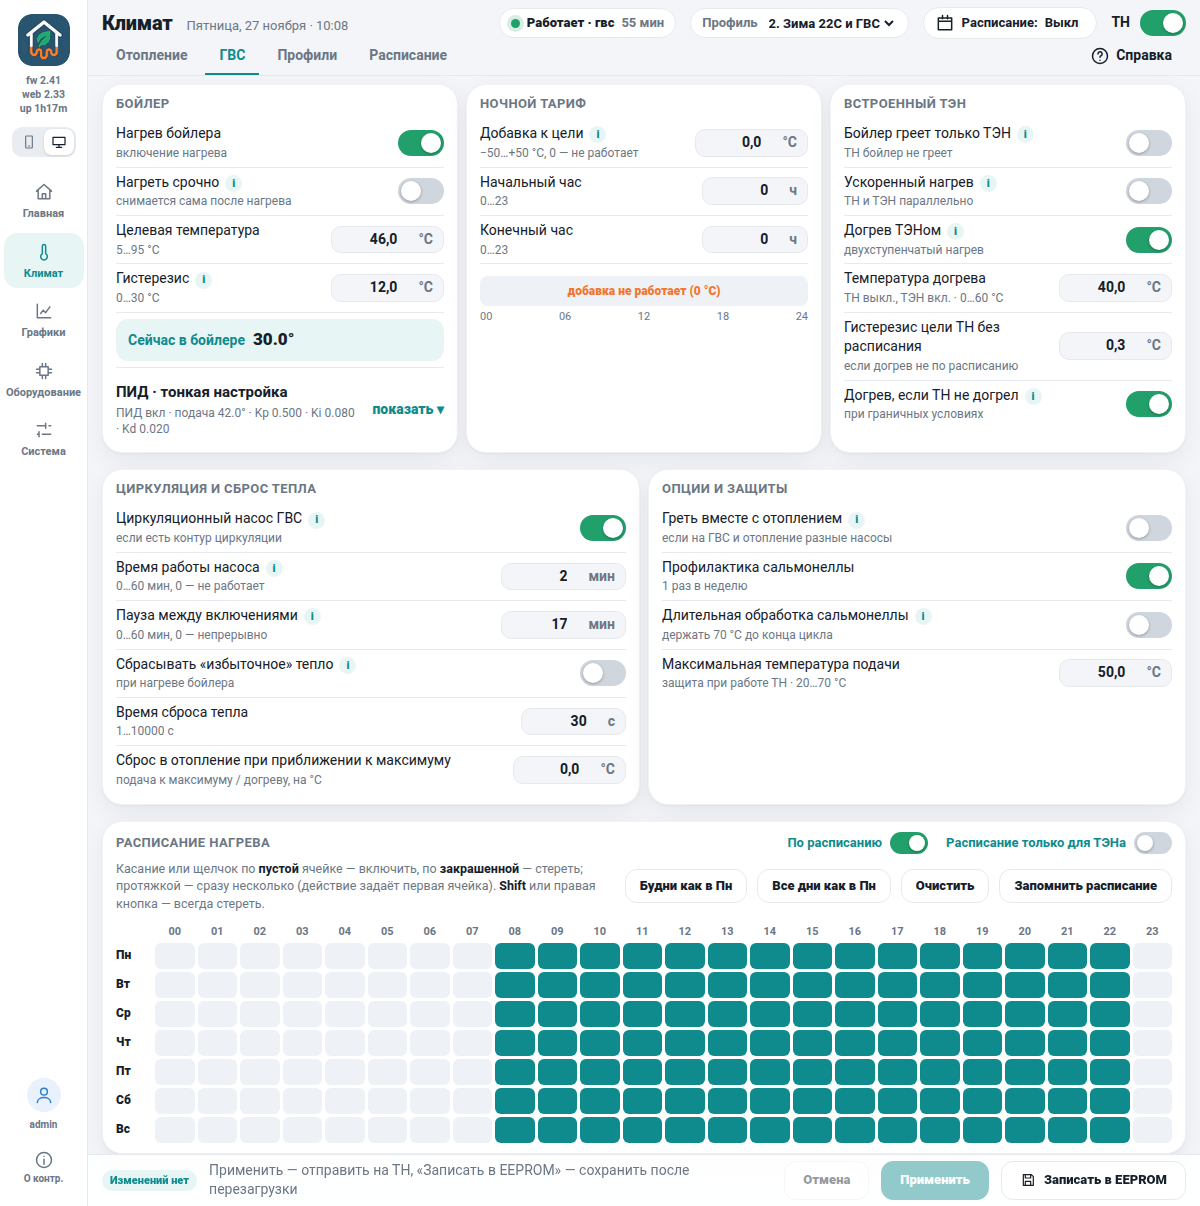 Климат
Пятница, 27 ноября · 10:08
Работает · гвс 55 мин
Профиль 2. Зима 22С и ГВС
Расписание: Выкл
ТН
fw 2.41
web 2.33
up 1h17m
Отопление
ГВС
Профили
Расписание
Справка
Главная
Климат
Графики
Оборудование
Система
admin
О контр.
БОЙЛЕР
Нагрев бойлера
включение нагрева
Нагреть срочно i
снимается сама после нагрева
Целевая температура
5…95 °C
46,0 °C
Гистерезис i
0…30 °C
12,0 °C
Сейчас в бойлере 30.0°
ПИД · тонкая настройка
ПИД вкл · подача 42.0° · Kp 0.500 · Ki 0.080
· Kd 0.020
показать ▾
НОЧНОЙ ТАРИФ
Добавка к цели i
−50…+50 °C, 0 — не работает
0,0 °C
Начальный час
0…23
0 ч
Конечный час
0…23
0 ч
добавка не работает (0 °C)
00 06 12 18 24
ВСТРОЕННЫЙ ТЭН
Бойлер греет только ТЭН i
ТН бойлер не греет
Ускоренный нагрев i
ТН и ТЭН параллельно
Догрев ТЭНом i
двухступенчатый нагрев
Температура догрева
ТН выкл., ТЭН вкл. · 0…60 °C
40,0 °C
Гистерезис цели ТН без
расписания
если догрев не по расписанию
0,3 °C
Догрев, если ТН не догрел i
при граничных условиях
ЦИРКУЛЯЦИЯ И СБРОС ТЕПЛА
Циркуляционный насос ГВС i
если есть контур циркуляции
Время работы насоса i
0…60 мин, 0 — не работает
2 мин
Пауза между включениями i
0…60 мин, 0 — непрерывно
17 мин
Сбрасывать «избыточное» тепло i
при нагреве бойлера
Время сброса тепла
1…10000 с
30 с
Сброс в отопление при приближении к максимуму
подача к максимуму / догреву, на °C
0,0 °C
ОПЦИИ И ЗАЩИТЫ
Греть вместе с отоплением i
если на ГВС и отопление разные насосы
Профилактика сальмонеллы
1 раз в неделю
Длительная обработка сальмонеллы i
держать 70 °C до конца цикла
Максимальная температура подачи
защита при работе ТН · 20…70 °C
50,0 °C
РАСПИСАНИЕ НАГРЕВА
По расписанию
Расписание только для ТЭНа
Касание или щелчок по пустой ячейке — включить, по закрашенной — стереть;
протяжкой — сразу несколько (действие задаёт первая ячейка). Shift или правая
кнопка — всегда стереть.
Будни как в Пн
Все дни как в Пн
Очистить
Запомнить расписание
00 01 02 03 04 05 06 07 08 09 10 11 12 13 14 15 16 17 18 19 20 21 22 23
Пн
Вт
Ср
Чт
Пт
Сб
Вс
Изменений нет
Применить — отправить на ТН, «Записать в EEPROM» — сохранить после
перезагрузки
Отмена
Применить
Записать в EEPROM